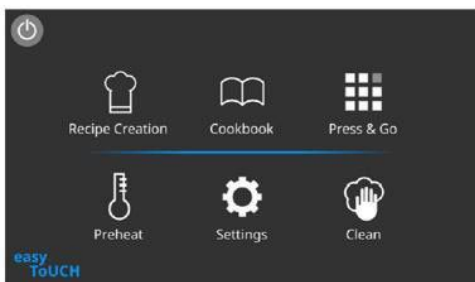 Recipe Creation Cookbook Press & Go
Preheat Settings Clean
easy
ToUCH